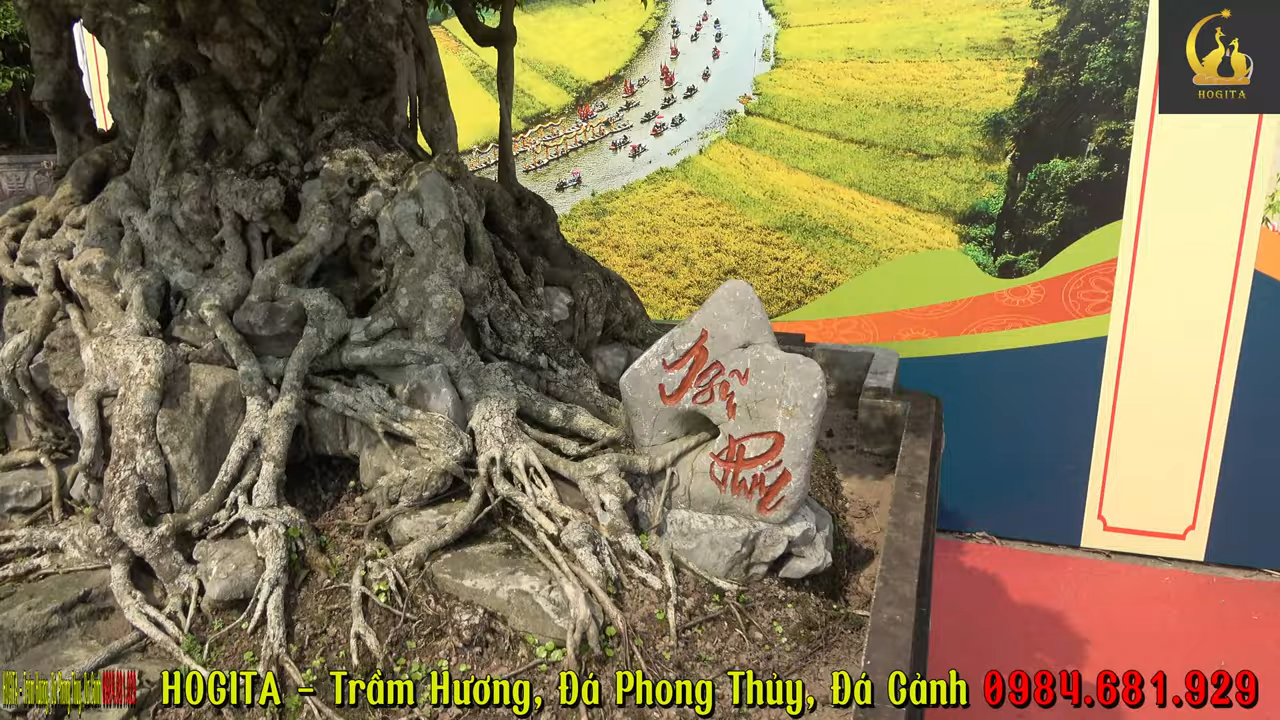 HOGITA
Ngũ
Phúc
HOGITA - Trầm Hương, Đá Phong Thủy, Đá Cảnh 0984.681.929